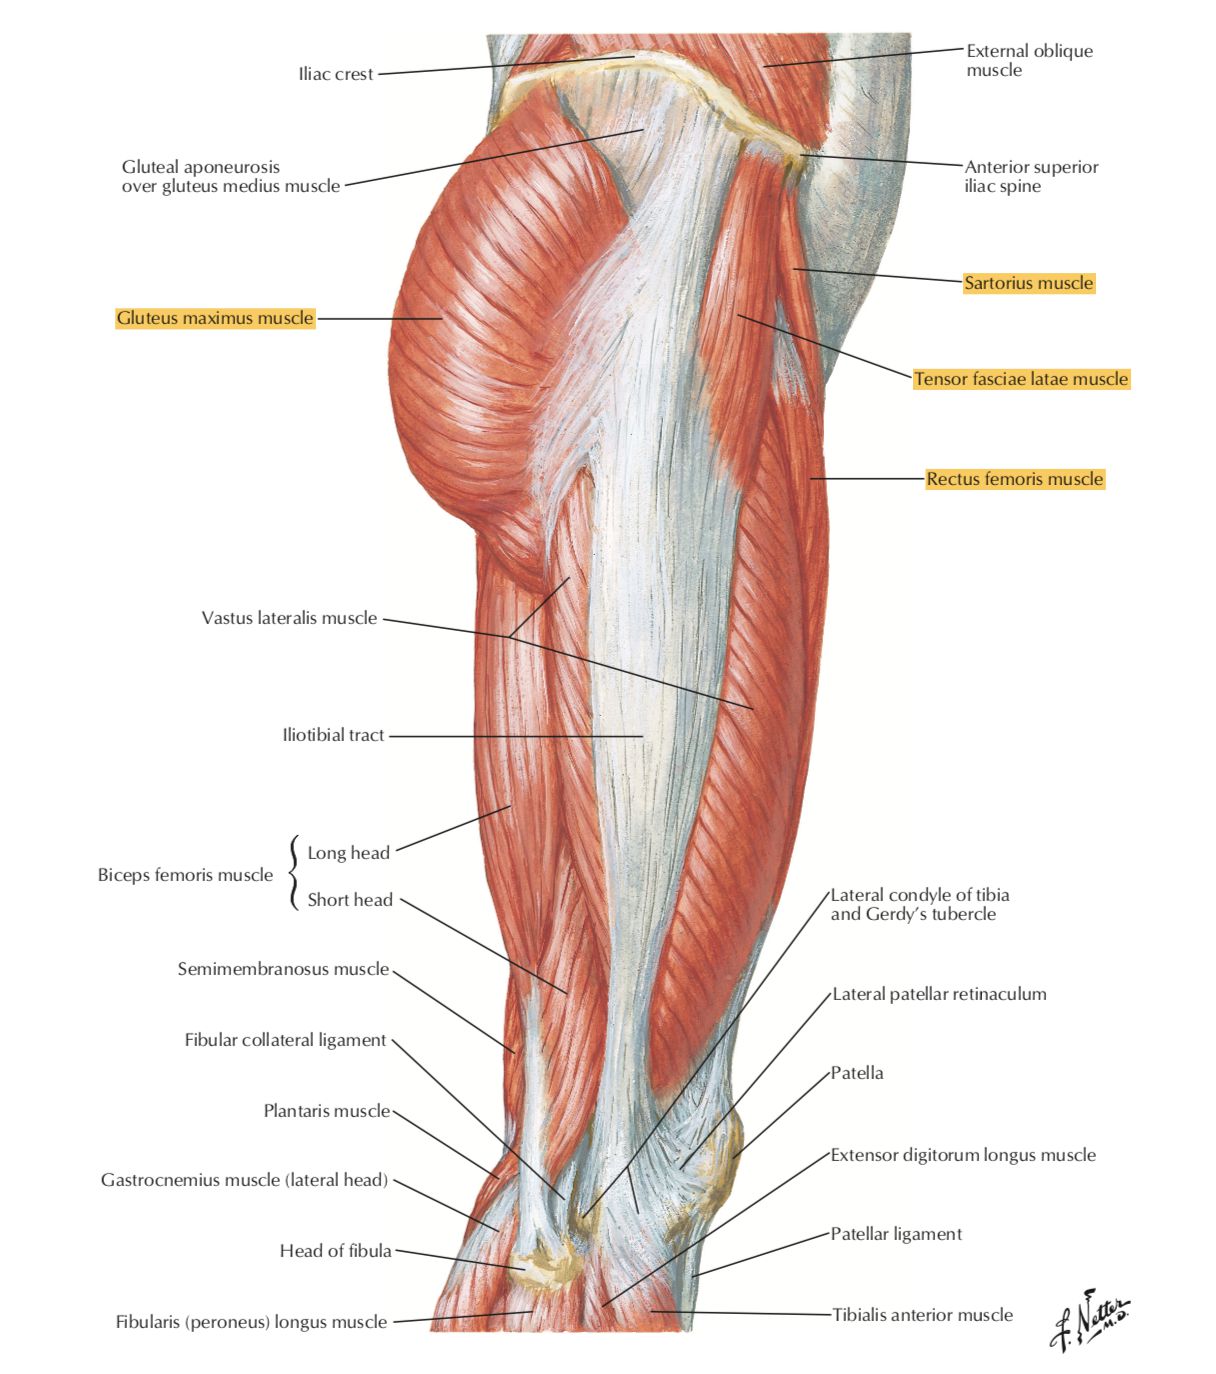 Iliac crest
External oblique
muscle
Gluteal aponeurosis
over gluteus medius muscle
Anterior superior
iliac spine
Sartorius muscle
Gluteus maximus muscle
Tensor fasciae latae muscle
Rectus femoris muscle
Vastus lateralis muscle
Iliotibial tract
Biceps femoris muscle
Long head
Short head
Lateral condyle of tibia
and Gerdy’s tubercle
Semimembranosus muscle
Lateral patellar retinaculum
Fibular collateral ligament
Patella
Plantaris muscle
Extensor digitorum longus muscle
Gastrocnemius muscle (lateral head)
Patellar ligament
Head of fibula
Tibialis anterior muscle
Fibularis (peroneus) longus muscle
F. Netter
M.D.